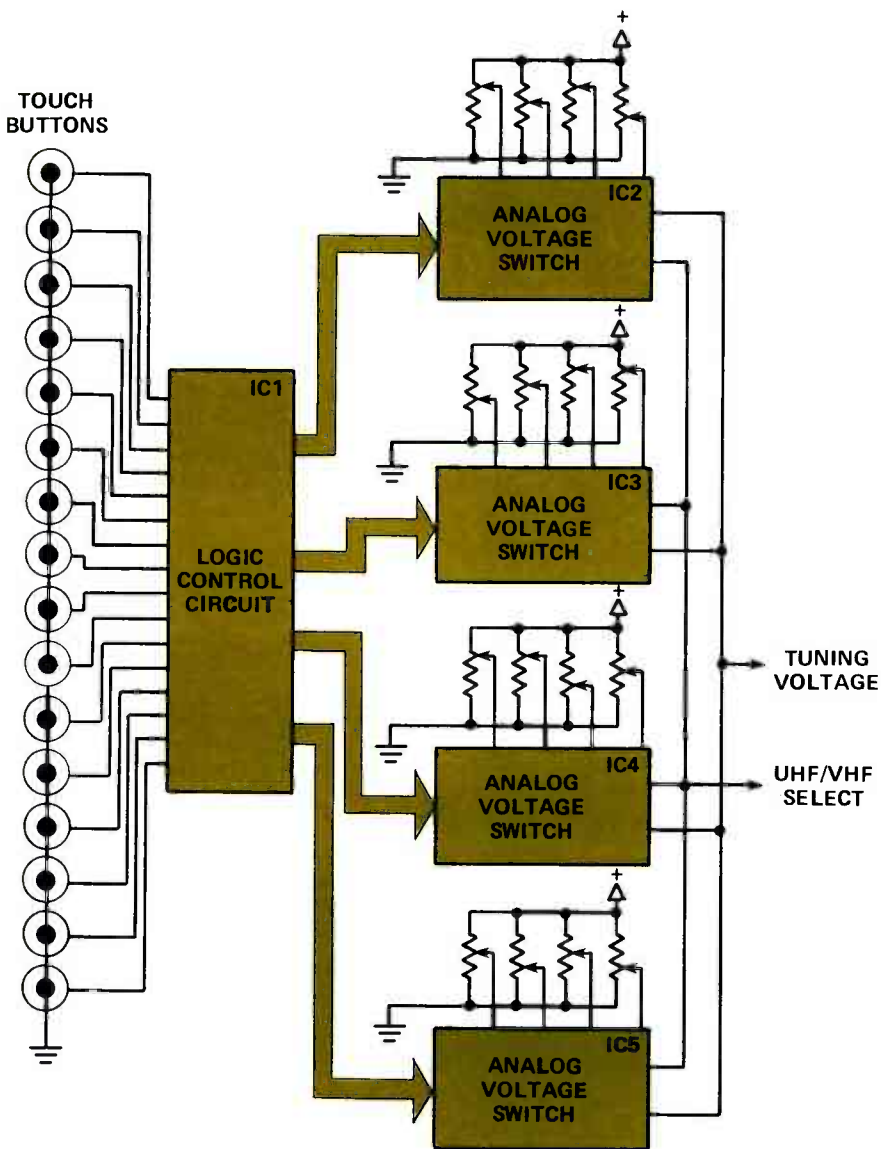 TOUCH
BUTTONS
+
IC2
ANALOG
VOLTAGE
SWITCH
+
IC1
LOGIC
CONTROL
CIRCUIT
IC3
ANALOG
VOLTAGE
SWITCH
+
TUNING
VOLTAGE
IC4
ANALOG
VOLTAGE
SWITCH
UHF/VHF
SELECT
+
IC5
ANALOG
VOLTAGE
SWITCH